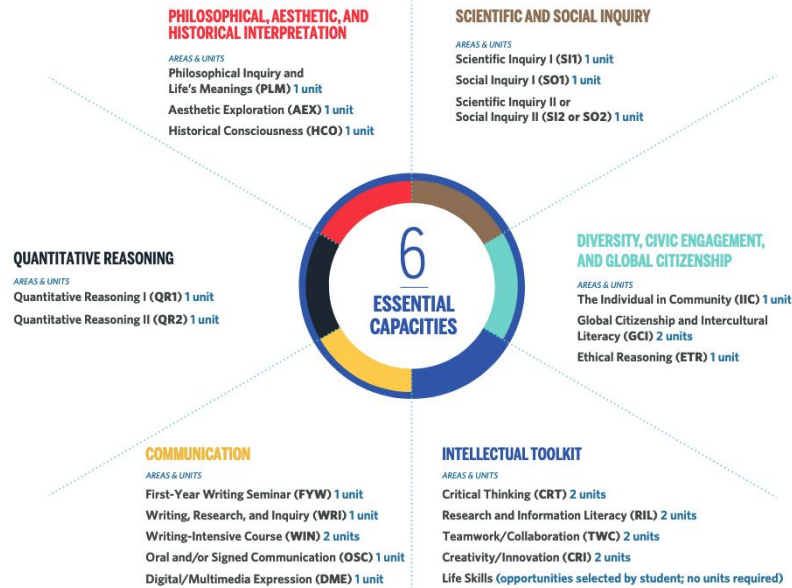 PHILOSOPHICAL, AESTHETIC, AND
HISTORICAL INTERPRETATION
AREAS & UNITS
Philosophical Inquiry and
Life's Meanings (PLM) 1 unit
Aesthetic Exploration (AEX) 1 unit
Historical Consciousness (HCO) 1 unit
SCIENTIFIC AND SOCIAL INQUIRY
AREAS & UNITS
Scientific Inquiry I (SI1) 1 unit
Social Inquiry I (SO1) 1 unit
Scientific Inquiry II or
Social Inquiry II (SI2 or SO2) 1 unit
QUANTITATIVE REASONING
AREAS & UNITS
Quantitative Reasoning I (QR1) 1 unit
Quantitative Reasoning II (QR2) 1 unit
6
ESSENTIAL
CAPACITIES
DIVERSITY, CIVIC ENGAGEMENT,
AND GLOBAL CITIZENSHIP
AREAS & UNITS
The Individual in Community (IIC) 1 unit
Global Citizenship and Intercultural
Literacy (GCI) 2 units
Ethical Reasoning (ETR) 1 unit
COMMUNICATION
AREAS & UNITS
First-Year Writing Seminar (FYW) 1 unit
Writing, Research, and Inquiry (WRI) 1 unit
Writing-Intensive Course (WIN) 2 units
Oral and/or Signed Communication (OSC) 1 unit
Digital/Multimedia Expression (DME) 1 unit
INTELLECTUAL TOOLKIT
AREAS & UNITS
Critical Thinking (CRT) 2 units
Research and Information Literacy (RIL) 2 units
Teamwork/Collaboration (TWC) 2 units
Creativity/Innovation (CRI) 2 units
Life Skills (opportunities selected by student; no units required)